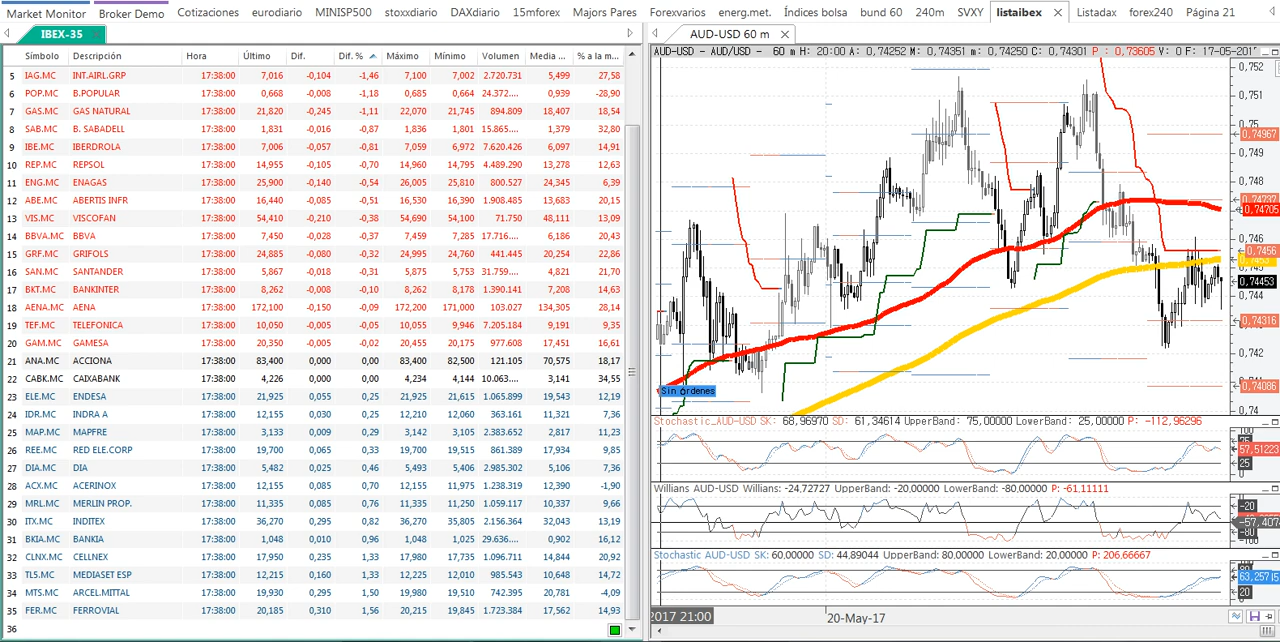 Market Monitor Broker Demo Cotizaciones eurodiario MINISP500 stoxxdiario DAXdiario 15mforex Majors Pares Forexvarios energ.met. Índices bolsa bund 60 240m SVXY listaibex Listadax forex240 Página 21
IBEX-35
Símbolo Descripción Hora Último Dif. Dif. % Máximo Mínimo Volumen Media ... % a la m...
5 IAG.MC INT.AIRL.GRP 17:38:00 7,016 -0,104 -1,46 7,100 7,002 2.720.731 5,499 27,58
6 POP.MC B.POPULAR 17:38:00 0,668 -0,008 -1,18 0,685 0,664 24.372.... 0,939 -28,90
7 GAS.MC GAS NATURAL 17:38:00 21,820 -0,245 -1,11 22,070 21,745 894.809 18,407 18,54
8 SAB.MC B. SABADELL 17:38:00 1,831 -0,016 -0,87 1,836 1,801 15.865.... 1,379 32,80
9 IBE.MC IBERDROLA 17:38:00 7,006 -0,057 -0,81 7,059 6,972 7.620.426 6,097 14,91
10 REP.MC REPSOL 17:38:00 14,955 -0,105 -0,70 14,960 14,795 4.489.290 13,278 12,63
11 ENG.MC ENAGAS 17:38:00 25,900 -0,140 -0,54 26,005 25,810 800.527 24,345 6,39
12 ABE.MC ABERTIS INFR 17:38:00 16,440 -0,085 -0,51 16,530 16,390 1.908.485 13,683 20,15
13 VIS.MC VISCOFAN 17:38:00 54,410 -0,210 -0,38 54,690 54,100 71.750 48,111 13,09
14 BBVA.MC BBVA 17:38:00 7,450 -0,028 -0,37 7,459 7,285 17.716.... 6,186 20,43
15 GRF.MC GRIFOLS 17:38:00 24,885 -0,080 -0,32 24,995 24,760 441.445 20,254 22,86
16 SAN.MC SANTANDER 17:38:00 5,867 -0,018 -0,31 5,875 5,753 31.759.... 4,821 21,70
17 BKT.MC BANKINTER 17:38:00 8,262 -0,010 -0,12 8,278 8,178 1.390.141 7,208 14,63
18 AENA.MC AENA 17:38:00 172,100 -0,150 -0,09 172,200 171,000 103.027 134,305 28,14
19 TEF.MC TELEFONICA 17:38:00 10,050 -0,005 -0,05 10,055 9,946 7.205.184 9,191 9,35
20 GAM.MC GAMESA 17:38:00 20,350 -0,005 -0,02 20,455 20,175 977.608 17,451 16,61
21 ANA.MC ACCIONA 17:38:00 83,400 0,000 0,00 83,400 82,500 121.105 70,575 18,17
22 CABK.MC CAIXABANK 17:38:00 4,226 0,000 0,00 4,234 4,144 10.063.... 3,141 34,55
23 ELE.MC ENDESA 17:38:00 21,925 0,055 0,25 21,925 21,615 1.065.899 19,543 12,19
24 IDR.MC INDRA A 17:38:00 12,155 0,030 0,25 12,210 12,060 363.161 11,321 7,36
25 MAP.MC MAPFRE 17:38:00 3,133 0,009 0,29 3,142 3,105 2.383.652 2,817 11,23
26 REE.MC RED ELE.CORP 17:38:00 19,700 0,065 0,33 19,700 19,515 861.389 17,934 9,85
27 DIA.MC DIA 17:38:00 5,482 0,025 0,46 5,493 5,406 2.985.302 5,106 7,36
28 ACX.MC ACERINOX 17:38:00 12,155 0,085 0,70 12,155 11,975 1.238.319 12,390 -1,90
29 MRL.MC MERLIN PROP. 17:38:00 11,335 0,085 0,76 11,335 11,250 1.059.117 10,337 9,66
30 ITX.MC INDITEX 17:38:00 36,270 0,295 0,82 36,270 35,805 2.156.364 32,043 13,19
31 BKIA.MC BANKIA 17:38:00 1,048 0,010 0,96 1,048 1,025 29.636.... 0,902 16,12
32 CLNX.MC CELLNEX 17:38:00 17,950 0,235 1,33 17,980 17,735 1.096.711 14,844 20,92
33 TL5.MC MEDIASET EST 17:38:00 12,215 0,160 1,33 12,225 12,010 985.543 10,648 14,72
34 MTS.MC ARCEL.MITTAL 17:38:00 19,930 0,295 1,50 19,980 19,510 742.395 20,781 -4,09
35 FER.MC FERROVIAL 17:38:00 20,185 0,310 1,56 20,215 19,845 1.723.384 17,562 14,93
36
AUD-USD 60 m
AUD-USD - AUD/USD - 60 m H: 20:00 A: 0,74252 M: 0,74351 m: 0,74250 C: 0,74301 P : 0,73605 V: 0 F: 17-05-201
0,752
0,751
0,75
0,74967
0,749
0,748
0,74705
0,746
0,7456
0,74453
0,744
0,74316
0,742
0,74086
0,74
Sin órdenes
Stochastic_AUD-USD SK: 68,96970 SD: 61,34614 UpperBand: 75,00000 LowerBand: 25,00000 P: -112,96296
100
57,51223
25
Willians AUD-USD Willians: -24,72727 UpperBand: -20,00000 LowerBand: -80,00000 P: -61,11111
-20
-57,4074
-100
Stochastic AUD-USD SK: 60,00000 SD: 44,89044 UpperBand: 80,00000 LowerBand: 20,00000 P: 206,66667
63,25715
20
2017 21:00
20-May-17